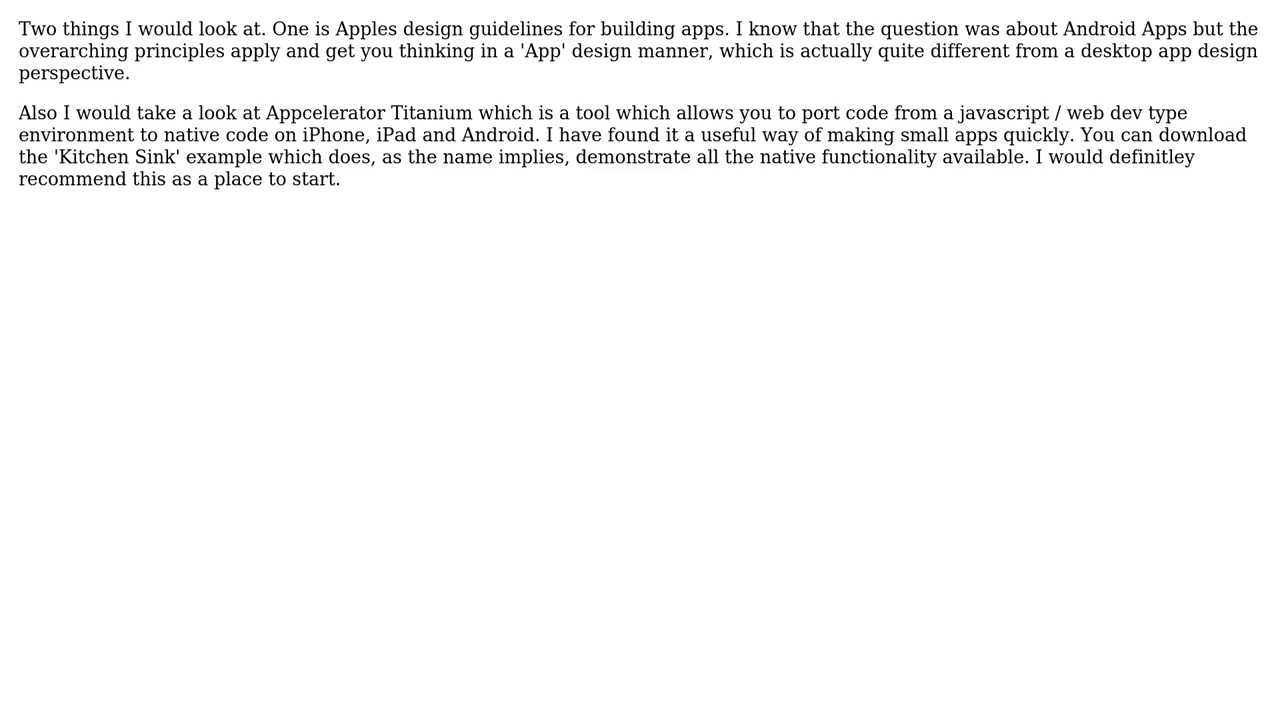 Two things I would look at. One is Apples design guidelines for building apps. I know that the question was about Android Apps but the
overarching principles apply and get you thinking in a 'App' design manner, which is actually quite different from a desktop app design
perspective.
Also I would take a look at Appcelerator Titanium which is a tool which allows you to port code from a javascript / web dev type
environment to native code on iPhone, iPad and Android. I have found it a useful way of making small apps quickly. You can download
the 'Kitchen Sink' example which does, as the name implies, demonstrate all the native functionality available. I would definitley
recommend this as a place to start.